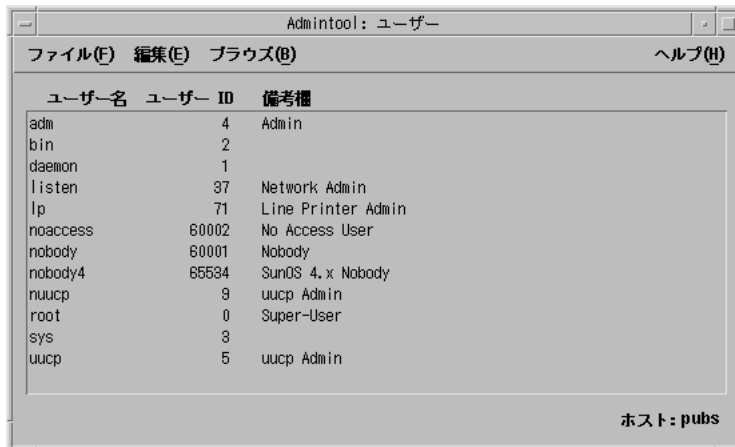 Admintool: ユーザー
ファイル(F) 編集(E) ブラウズ(B) ヘルプ(H)
ユーザー名 ユーザー ID 備考欄
adm 4 Admin
bin 2
daemon 1
listen 37 Network Admin
lp 71 Line Printer Admin
noaccess 60002 No Access User
nobody 60001 Nobody
nobody4 65534 SunOS 4.x Nobody
nuucp 9 uucp Admin
root 0 Super-User
sys 3
uucp 5 uucp Admin
ホスト: pubs